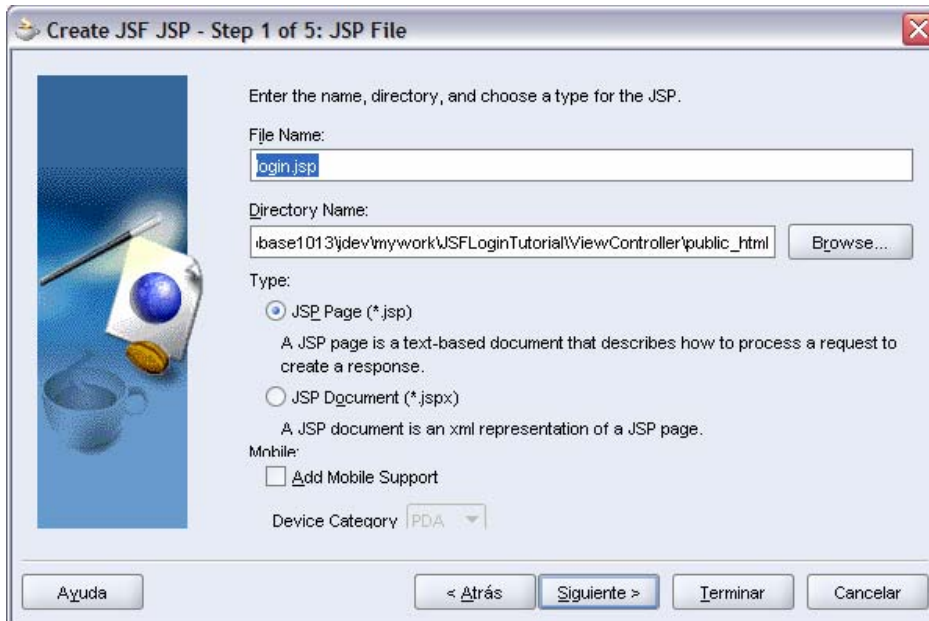 Create JSF JSP - Step 1 of 5: JSP File
Enter the name, directory, and choose a type for the JSP.
File Name:
login.jsp
Directory Name:
base1013\jdev\mywork\JSFLoginTutorial\ViewController\public_html
Browse...
Type:
JSP Page (*.jsp)
A JSP page is a text-based document that describes how to process a request to
create a response.
JSP Document (*.jspx)
A JSP document is an xml representation of a JSP page.
Mobile:
Add Mobile Support
Device Category PDA
Ayuda
< Atrás
Siguiente >
Terminar
Cancelar